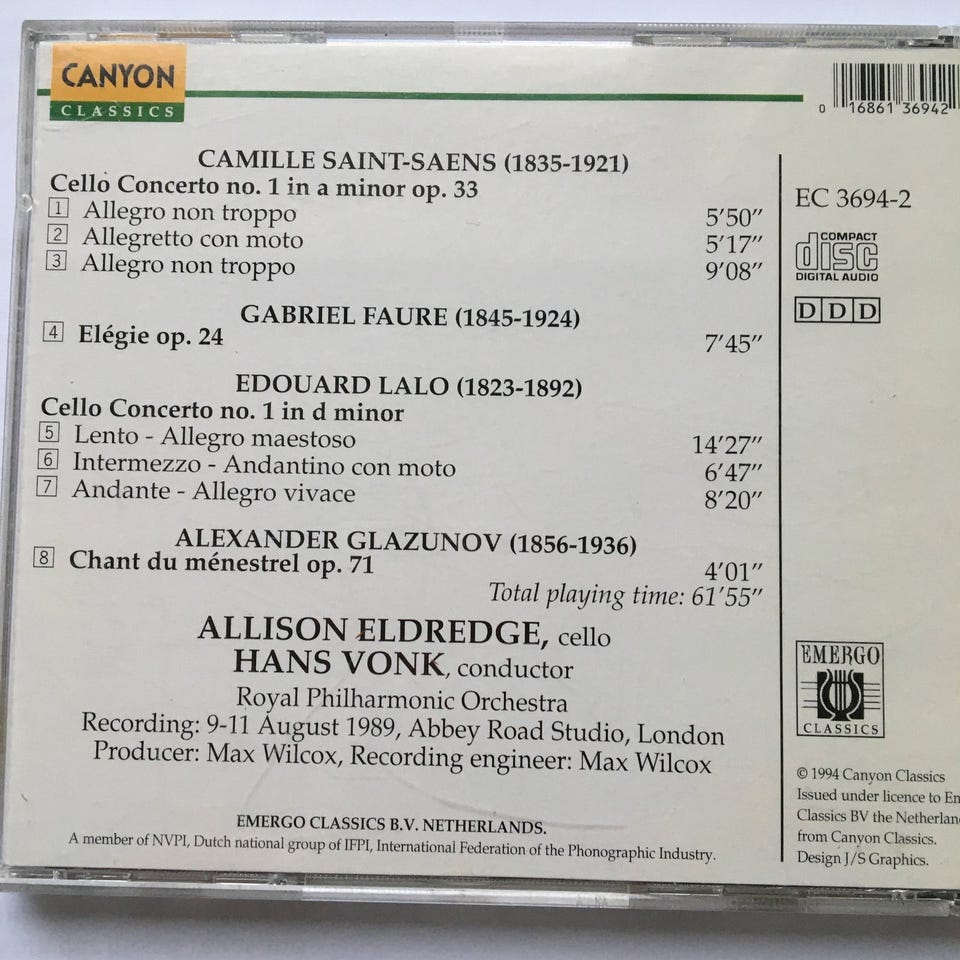 CANYON
CLASSICS
0 16861 36942
CAMILLE SAINT-SAENS (1835-1921)
Cello Concerto no. 1 in a minor op. 33
1 Allegro non troppo 5'50"
2 Allegretto con moto 5'17"
3 Allegro non troppo 9'08"
GABRIEL FAURE (1845-1924)
4 Elégie op. 24 7'45"
EDOUARD LALO (1823-1892)
Cello Concerto no. 1 in d minor
5 Lento - Allegro maestoso 14'27"
6 Intermezzo - Andantino con moto 6'47"
7 Andante - Allegro vivace 8'20"
ALEXANDER GLAZUNOV (1856-1936)
8 Chant du ménestrel op. 71 4'01"
Total playing time: 61'55"
ALLISON ELDREDGE, cello
HANS VONK, conductor
Royal Philharmonic Orchestra
Recording: 9-11 August 1989, Abbey Road Studio, London
Producer: Max Wilcox, Recording engineer: Max Wilcox
EMERGO CLASSICS B.V. NETHERLANDS.
A member of NVPI, Dutch national group of IFPI, International Federation of the Phonographic Industry.
EC 3694-2
COMPACT
disc
DIGITAL AUDIO
DDD
EMERGO
CLASSICS
© 1994 Canyon Classics
Issued under licence to Em
Classics BV the Netherlan
from Canyon Classics.
Design J/S Graphics.